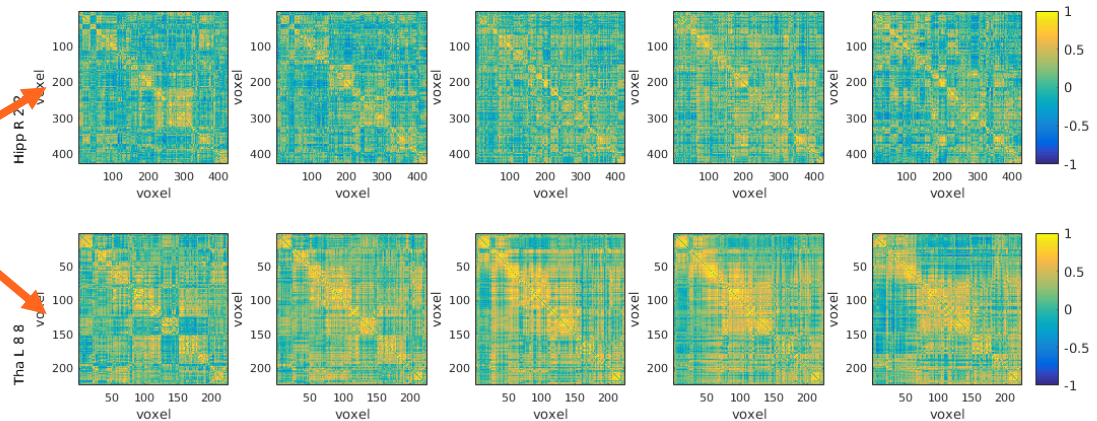 Hipp R 2 2
voxel voxel voxel voxel voxel
100 100 100 100 100
200 200 200 200 200
300 300 300 300 300
400 400 400 400 400
100 200 300 400 100 200 300 400 100 200 300 400 100 200 300 400 100 200 300 400
voxel voxel voxel voxel voxel
1
0.5
0
-0.5
-1
Tha L 8 8
voxel voxel voxel voxel voxel
50 50 50 50 50
100 100 100 100 100
150 150 150 150 150
200 200 200 200 200
50 100 150 200 50 100 150 200 50 100 150 200 50 100 150 200 50 100 150 200
voxel voxel voxel voxel voxel
1
0.5
0
-0.5
-1